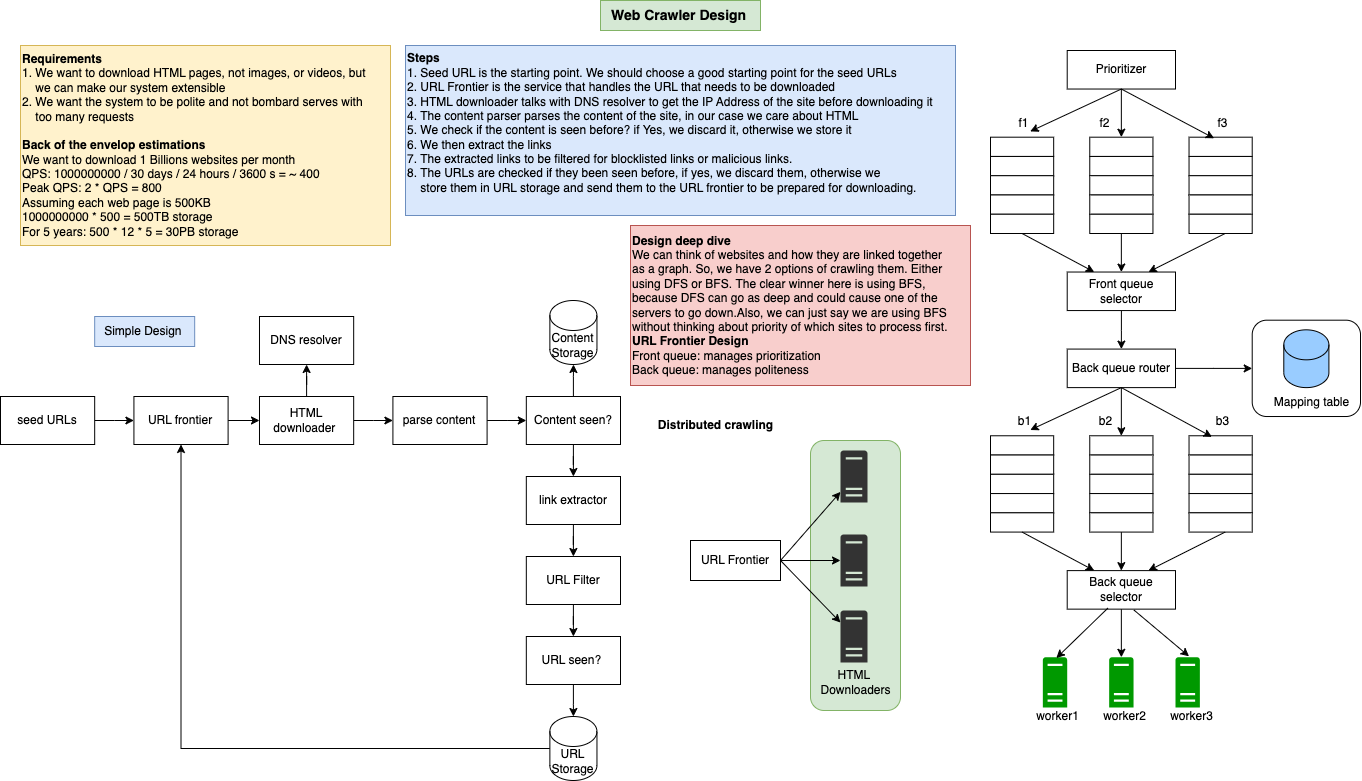 Web Crawler Design
Requirements
1. We want to download HTML pages, not images, or videos, but
we can make our system extensible
2. We want the system to be polite and not bombard serves with
too many requests
Back of the envelop estimations
We want to download 1 Billions websites per month
QPS: 1000000000 / 30 days / 24 hours / 3600 s = ~ 400
Peak QPS: 2 * QPS = 800
Assuming each web page is 500KB
1000000000 * 500 = 500TB storage
For 5 years: 500 * 12 * 5 = 30PB storage
Steps
1. Seed URL is the starting point. We should choose a good starting point for the seed URLs
2. URL Frontier is the service that handles the URL that needs to be downloaded
3. HTML downloader talks with DNS resolver to get the IP Address of the site before downloading it
4. The content parser parses the content of the site, in our case we care about HTML
5. We check if the content is seen before? if Yes, we discard it, otherwise we store it
6. We then extract the links
7. The extracted links to be filtered for blocklisted links or malicious links.
8. The URLs are checked if they been seen before, if yes, we discard them, otherwise we
store them in URL storage and send them to the URL frontier to be prepared for downloading.
Design deep dive
We can think of websites and how they are linked together
as a graph. So, we have 2 options of crawling them. Either
using DFS or BFS. The clear winner here is using BFS,
because DFS can go as deep and could cause one of the
servers to go down.Also, we can just say we are using BFS
without thinking about priority of which sites to process first.
URL Frontier Design
Front queue: manages prioritization
Back queue: manages politeness
Simple Design
DNS resolver
Content
Storage
seed URLs
URL frontier
HTML
downloader
parse content
Content seen?
link extractor
URL Filter
URL seen?
URL
Storage
Distributed crawling
URL Frontier
HTML
Downloaders
Prioritizer
f1
f2
f3
Front queue
selector
Back queue router
Mapping table
b1
b2
b3
Back queue
selector
worker1
worker2
worker3